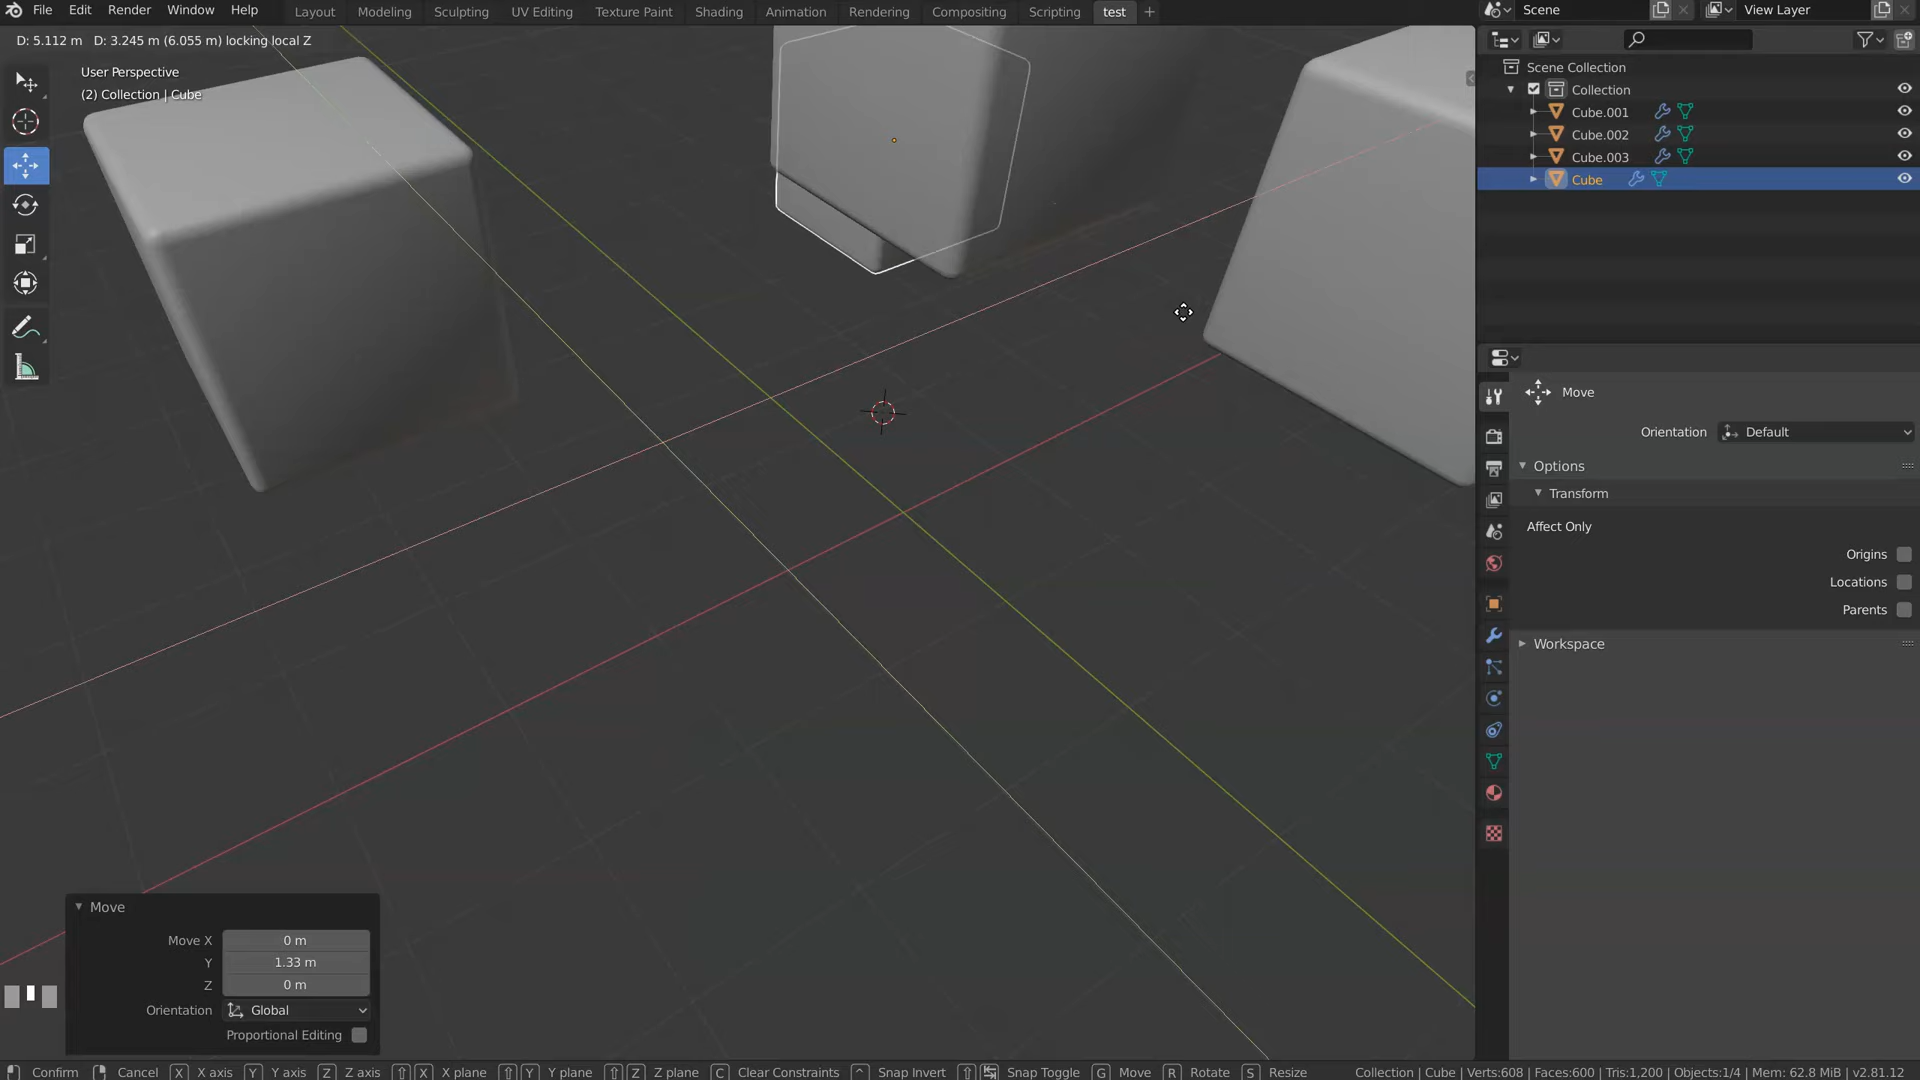 File Edit Render Window Help Layout Modeling Sculpting UV Editing Texture Paint Shading Animation Rendering Compositing Scripting test + Scene View Layer
D: 5.112 m D: 3.245 m (6.055 m) locking local Z
User Perspective
(2) Collection | Cube
Scene Collection
Collection
Cube.001
Cube.002
Cube.003
Cube
Move
Orientation Default
Options
Transform
Affect Only
Origins
Locations
Parents
Workspace
Move
Move X 0 m
Y 1.33 m
Z 0 m
Orientation Global
Proportional Editing
Confirm Cancel X X axis Y Y axis Z Z axis ⇧ X X plane ⇧ Y Y plane ⇧ Z Z plane C Clear Constraints ^ Snap Invert ⇧ ↹ Snap Toggle G Move R Rotate S Resize Collection | Cube | Verts:608 | Faces:600 | Tris:1,200 | Objects:1/4 | Mem: 62.8 MiB | v2.81.12